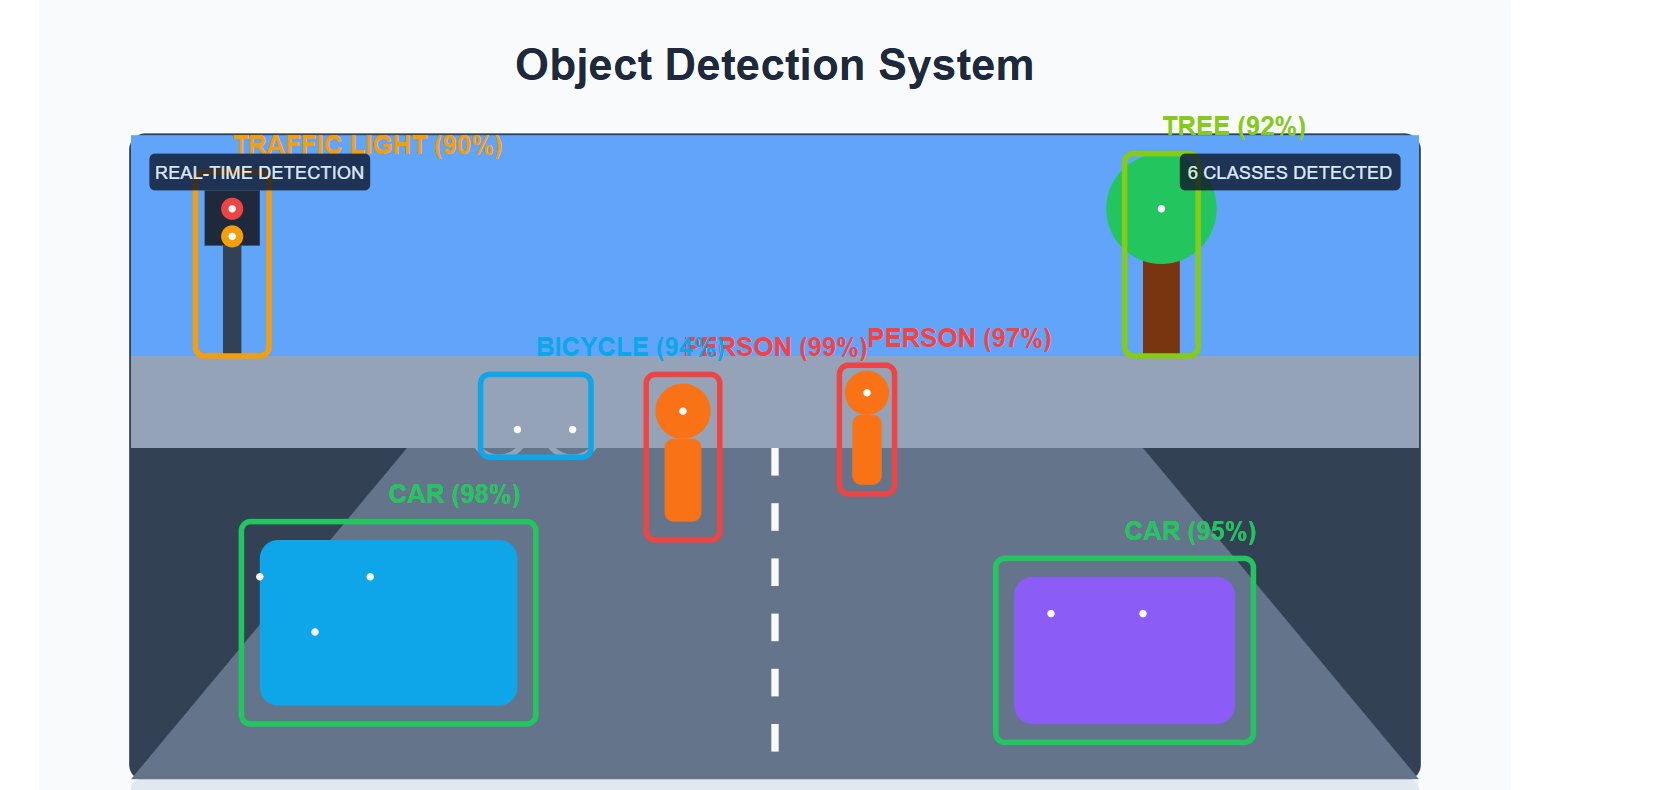 Object Detection System
TREE (92%)
TRAFFIC LIGHT (90%)
REAL-TIME DETECTION
6 CLASSES DETECTED
BICYCLE (94%)
PERSON (99%)
PERSON (97%)
CAR (98%)
CAR (95%)